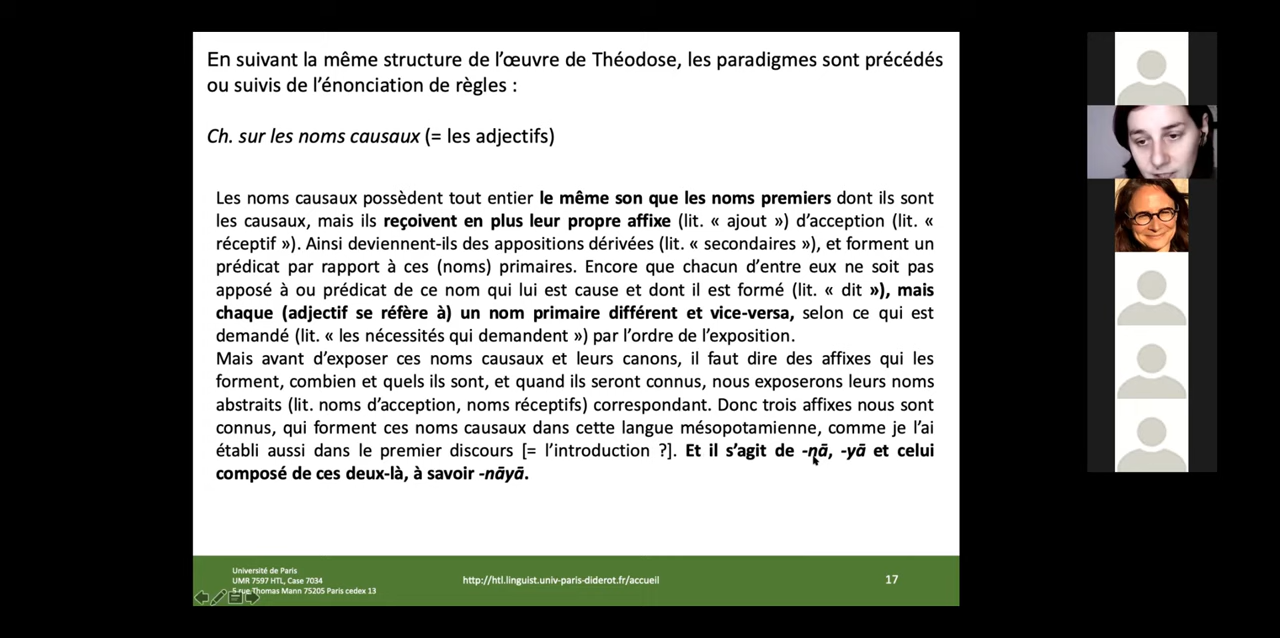 En suivant la même structure de l'œuvre de Théodose, les paradigmes sont précédés
ou suivis de l'énonciation de règles :
Ch. sur les noms causaux (= les adjectifs)
Les noms causaux possèdent tout entier le même son que les noms premiers dont ils sont
les causaux, mais ils reçoivent en plus leur propre affixe (lit. « ajout ») d'acception (lit. «
réceptif »). Ainsi deviennent-ils des appositions dérivées (lit. « secondaires »), et forment un
prédicat par rapport à ces (noms) primaires. Encore que chacun d'entre eux ne soit pas
apposé à ou prédicat de ce nom qui lui est cause et dont il est formé (lit. « dit »), mais
chaque (adjectif se réfère à) un nom primaire différent et vice-versa, selon ce qui est
demandé (lit. « les nécessités qui demandent ») par l'ordre de l'exposition.
Mais avant d'exposer ces noms causaux et leurs canons, il faut dire des affixes qui les
forment, combien et quels ils sont, et quand ils seront connus, nous exposerons leurs noms
abstraits (lit. noms d'acception, noms réceptifs) correspondant. Donc trois affixes nous sont
connus, qui forment ces noms causaux dans cette langue mésopotamienne, comme je l'ai
établi aussi dans le premier discours [= l'introduction ?]. Et il s'agit de -nā, -yā et celui
composé de ces deux-là, à savoir -nāyā.
Université de Paris
UMR 7597 HTL, Case 7034
5 rue Thomas Mann 75205 Paris cedex 13
http://htl.linguist.univ-paris-diderot.fr/accueil
17